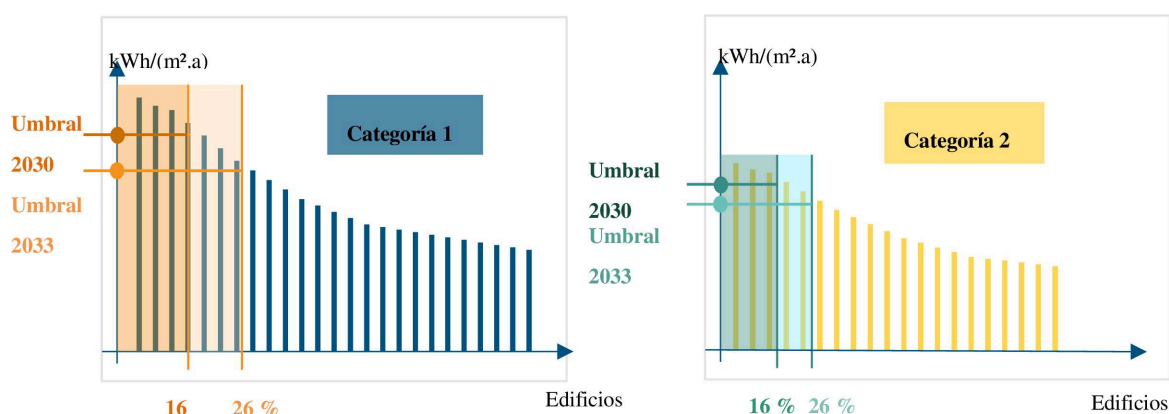 kWh/(m².a)
Umbral
2030
Umbral
2033
Categoría 1
16
26 %
Edificios
kWh/(m².a)
Umbral
2030
Umbral
2033
Categoría 2
16 %
26 %
Edificios